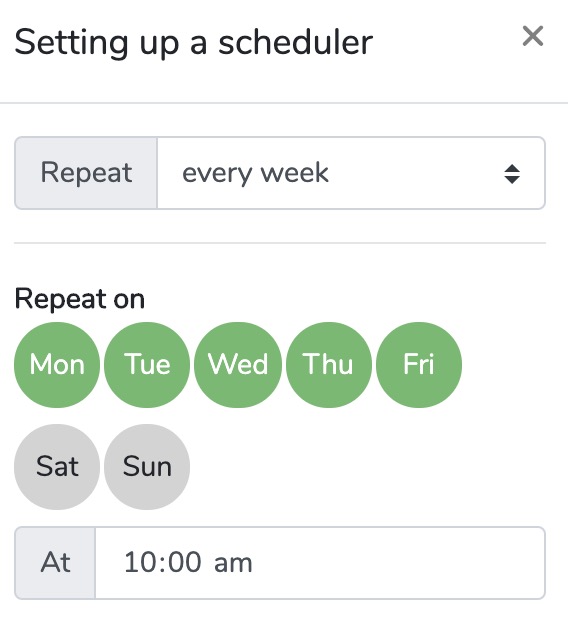 Setting up a scheduler
Repeat every week
Repeat on
Mon Tue Wed Thu Fri
Sat Sun
At 10:00 am